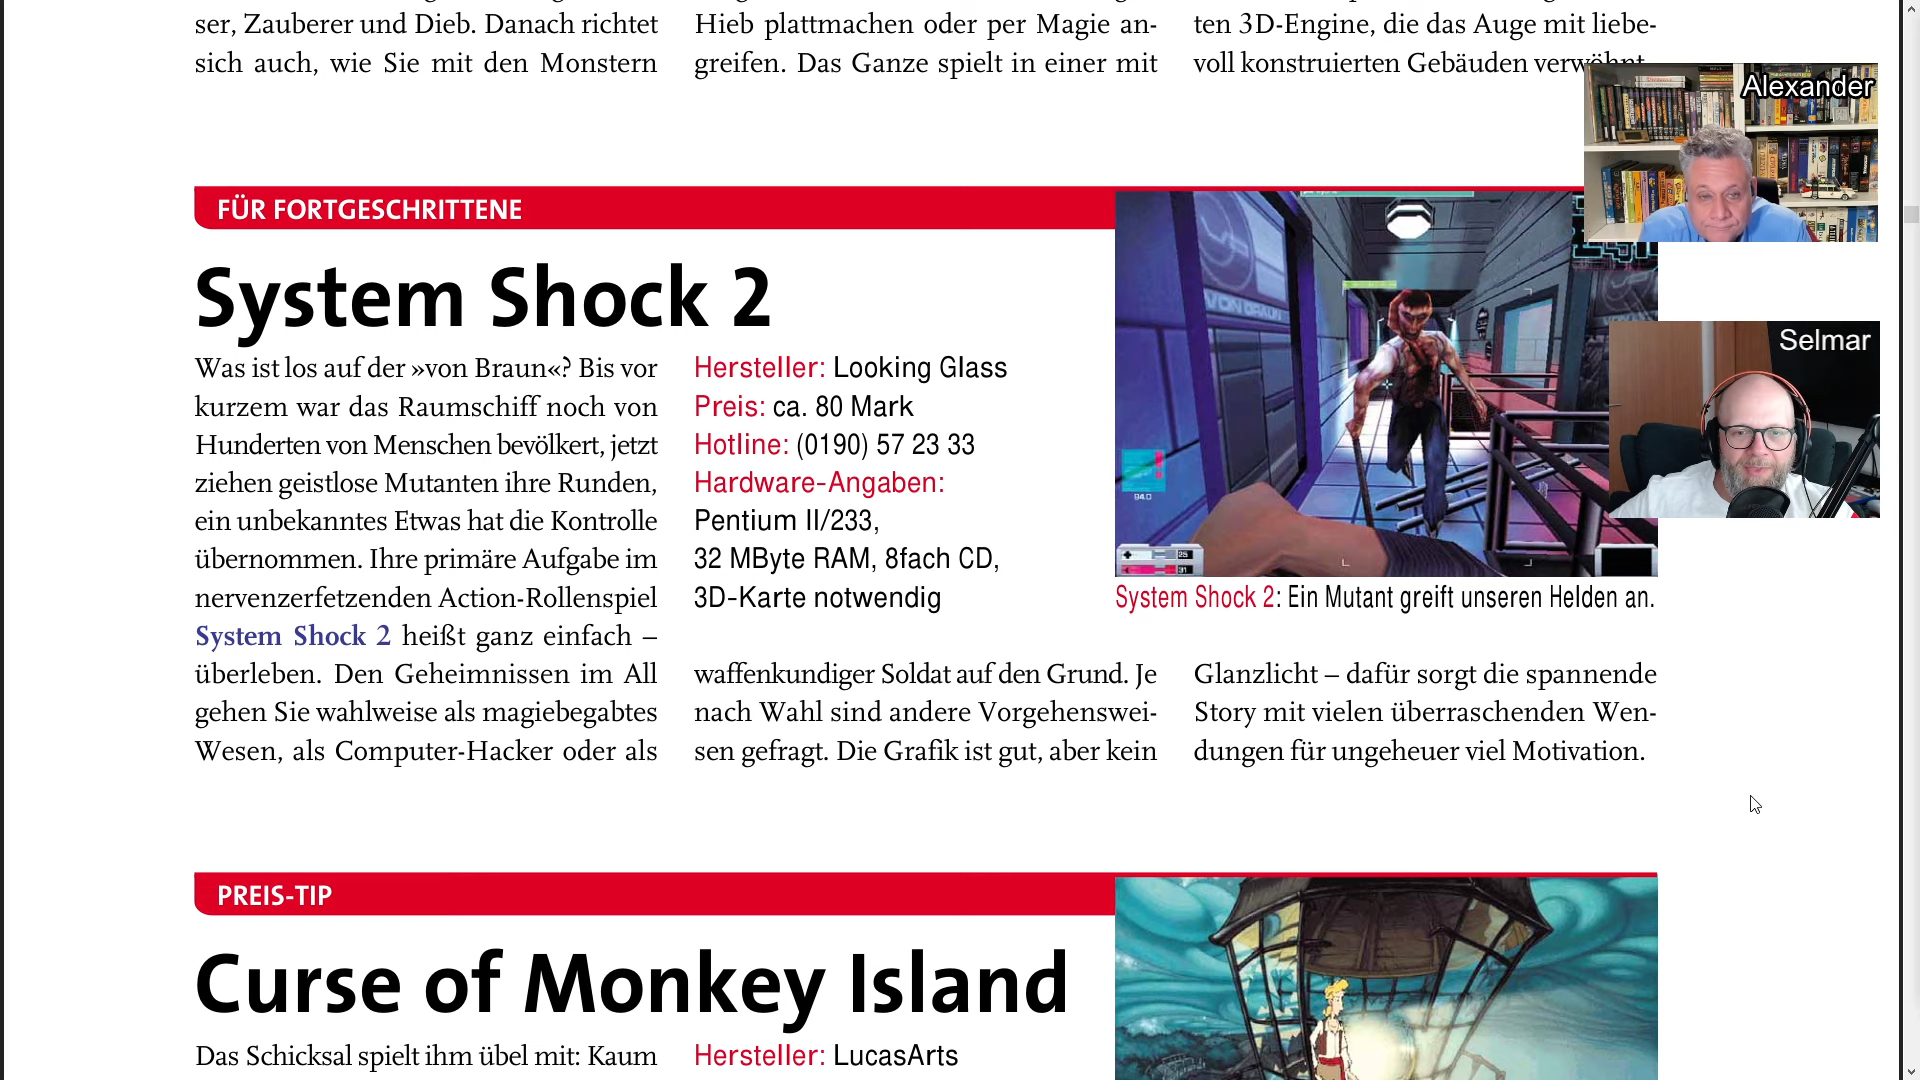 ser, Zauberer und Dieb. Danach richtet
sich auch, wie Sie mit den Monstern
Hieb plattmachen oder per Magie an-
greifen. Das Ganze spielt in einer mit
ten 3D-Engine, die das Auge mit liebe-
voll konstruierten Gebäuden verwöhnt.
Alexander
FÜR FORTGESCHRITTENE
System Shock 2
Was ist los auf der »von Braun«? Bis vor
kurzem war das Raumschiff noch von
Hunderten von Menschen bevölkert, jetzt
ziehen geistlose Mutanten ihre Runden,
ein unbekanntes Etwas hat die Kontrolle
übernommen. Ihre primäre Aufgabe im
nervenzerfetzenden Action-Rollenspiel
System Shock 2 heißt ganz einfach –
überleben. Den Geheimnissen im All
gehen Sie wahlweise als magiebegabtes
Wesen, als Computer-Hacker oder als
Hersteller: Looking Glass
Preis: ca. 80 Mark
Hotline: (0190) 57 23 33
Hardware-Angaben:
Pentium II/233,
32 MByte RAM, 8fach CD,
3D-Karte notwendig
waffenkundiger Soldat auf den Grund. Je
nach Wahl sind andere Vorgehenswei-
sen gefragt. Die Grafik ist gut, aber kein
VON BRAUN
94.0
25
31
Selmar
System Shock 2: Ein Mutant greift unseren Helden an.
Glanzlicht – dafür sorgt die spannende
Story mit vielen überraschenden Wen-
dungen für ungeheuer viel Motivation.
PREIS-TIP
Curse of Monkey Island
Das Schicksal spielt ihm übel mit: Kaum
Hersteller: LucasArts